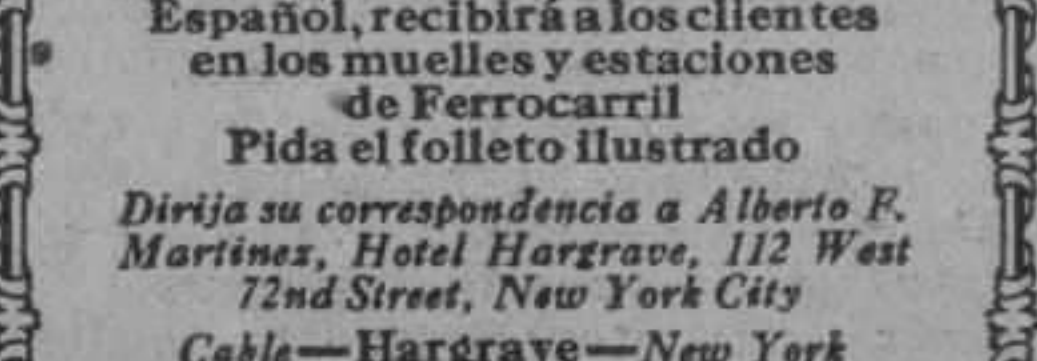 Español, recibirá a los clientes
en los muelles y estaciones
de Ferrocarril
Pida el folleto ilustrado
Dirija su correspondencia a Alberto F.
Martinez, Hotel Hargrave, 112 West
72nd Street, New York City
Cable—Hargrave—New York